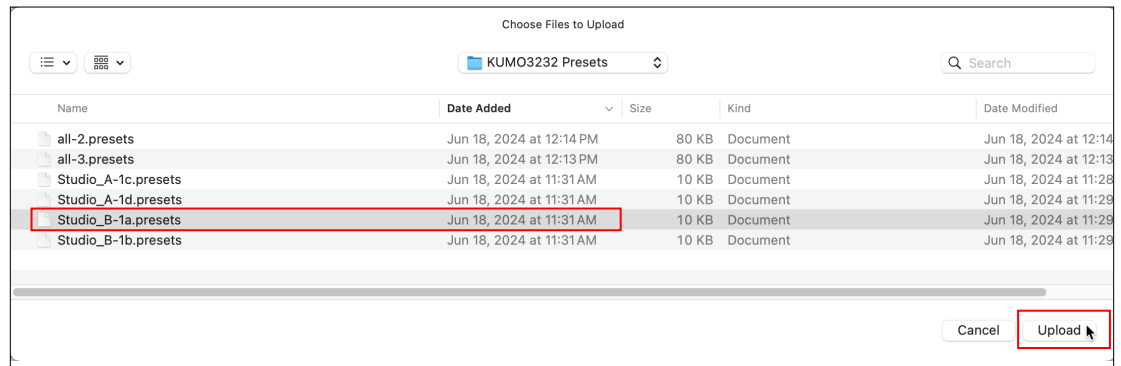 Choose Files to Upload
KUMO3232 Presets
Search
Name Date Added Size Kind Date Modified
all-2.presets Jun 18, 2024 at 12:14 PM 80 KB Document Jun 18, 2024 at 12:14
all-3.presets Jun 18, 2024 at 12:13 PM 80 KB Document Jun 18, 2024 at 12:13
Studio_A-1c.presets Jun 18, 2024 at 11:31 AM 10 KB Document Jun 18, 2024 at 11:28
Studio_A-1d.presets Jun 18, 2024 at 11:31 AM 10 KB Document Jun 18, 2024 at 11:29
Studio_B-1a.presets Jun 18, 2024 at 11:31 AM 10 KB Document Jun 18, 2024 at 11:29
Studio_B-1b.presets Jun 18, 2024 at 11:31 AM 10 KB Document Jun 18, 2024 at 11:29
Cancel Upload